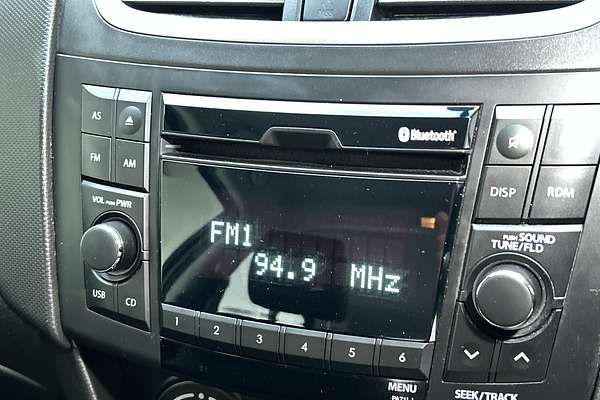 Bluetooth
AS
FM AM
DISP RDM
VOL PUSH PWR
PUSH SOUND
TUNE/FLD
FM1
94.9 MHz
USB CD
1 2 3 4 5 6
MENU
SEEK/TRACK